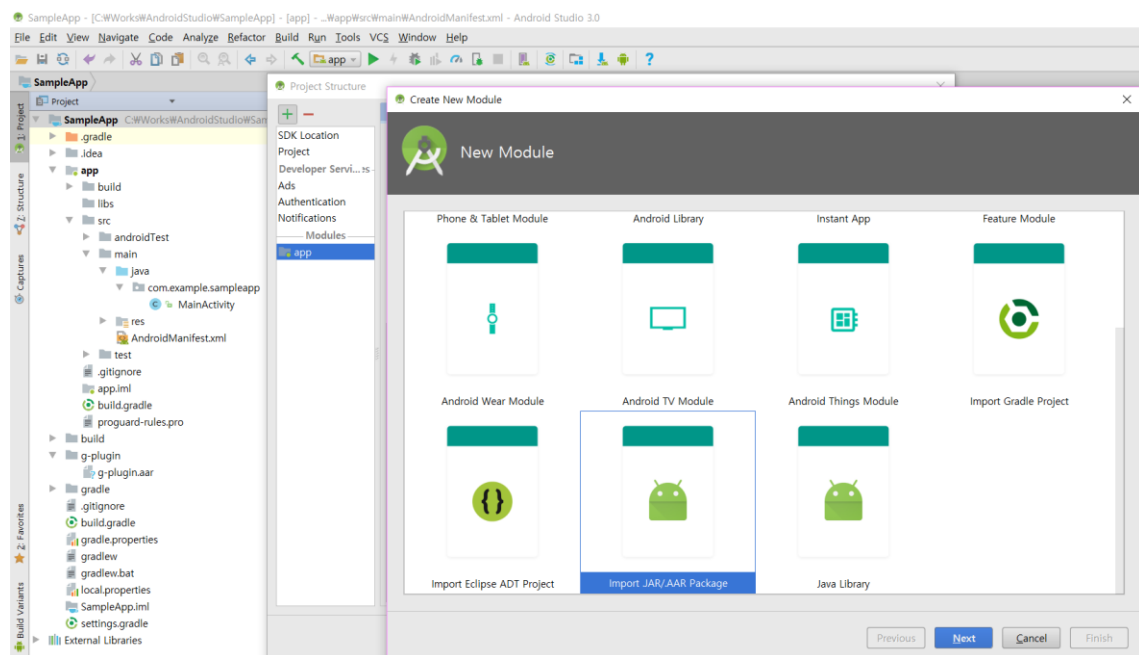 SampleApp - [C:₩Works₩AndroidStudio₩SampleApp] - [app] - ...₩app₩src₩main₩AndroidManifest.xml - Android Studio 3.0
File Edit View Navigate Code Analyze Refactor Build Run Tools VCS Window Help
app
SampleApp
Project
SampleApp C:₩Works₩AndroidStudio₩San
.gradle
.idea
app
build
libs
src
androidTest
main
java
com.example.sampleapp
MainActivity
res
AndroidManifest.xml
test
.gitignore
app.iml
build.gradle
proguard-rules.pro
build
g-plugin
g-plugin.aar
gradle
.gitignore
build.gradle
gradle.properties
gradlew
gradlew.bat
local.properties
SampleApp.iml
settings.gradle
External Libraries
1: Project
7: Structure
Captures
2: Favorites
Build Variants
Project Structure
SDK Location
Project
Developer Servi...
Ads
Authentication
Notifications
Modules
app
Create New Module
New Module
Phone & Tablet Module Android Library Instant App Feature Module
Android Wear Module Android TV Module Android Things Module Import Gradle Project
Import Eclipse ADT Project Import .JAR/.AAR Package Java Library
Previous Next Cancel Finish